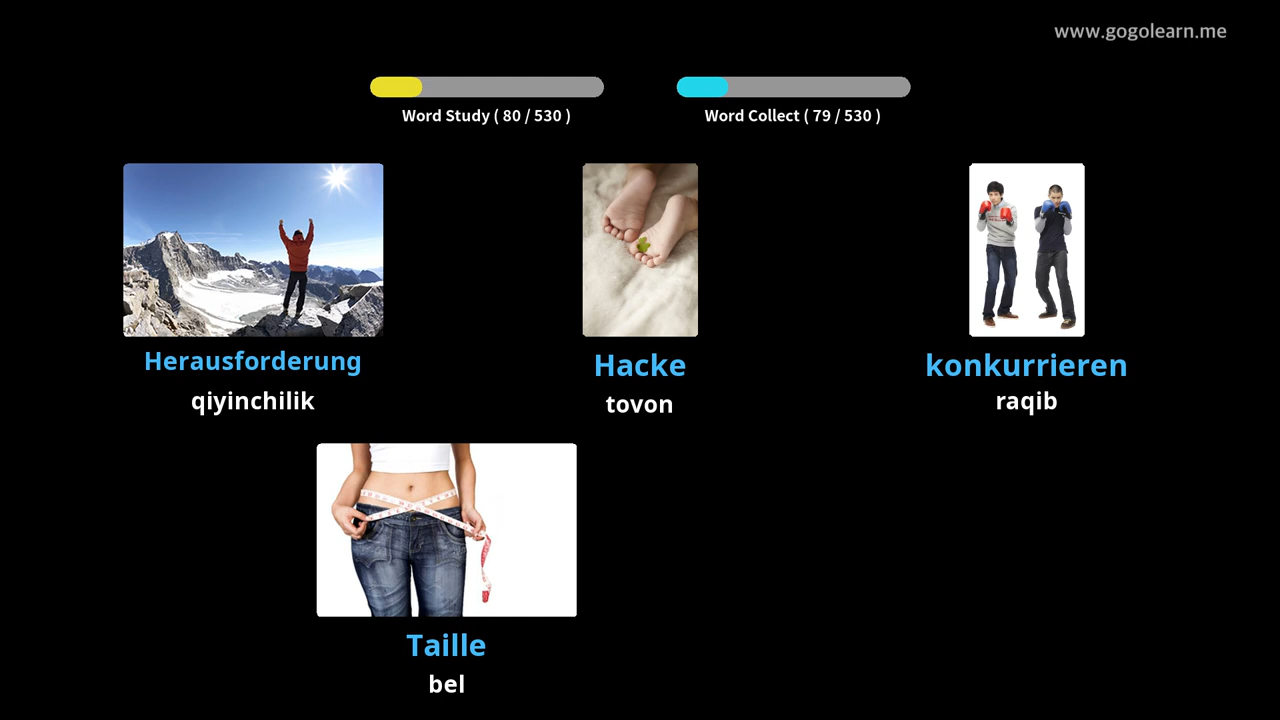 www.gogolearn.me
Word Study ( 80 / 530 )
Word Collect ( 79 / 530 )
Herausforderung
qiyinchilik
Hacke
tovon
konkurrieren
raqib
Taille
bel